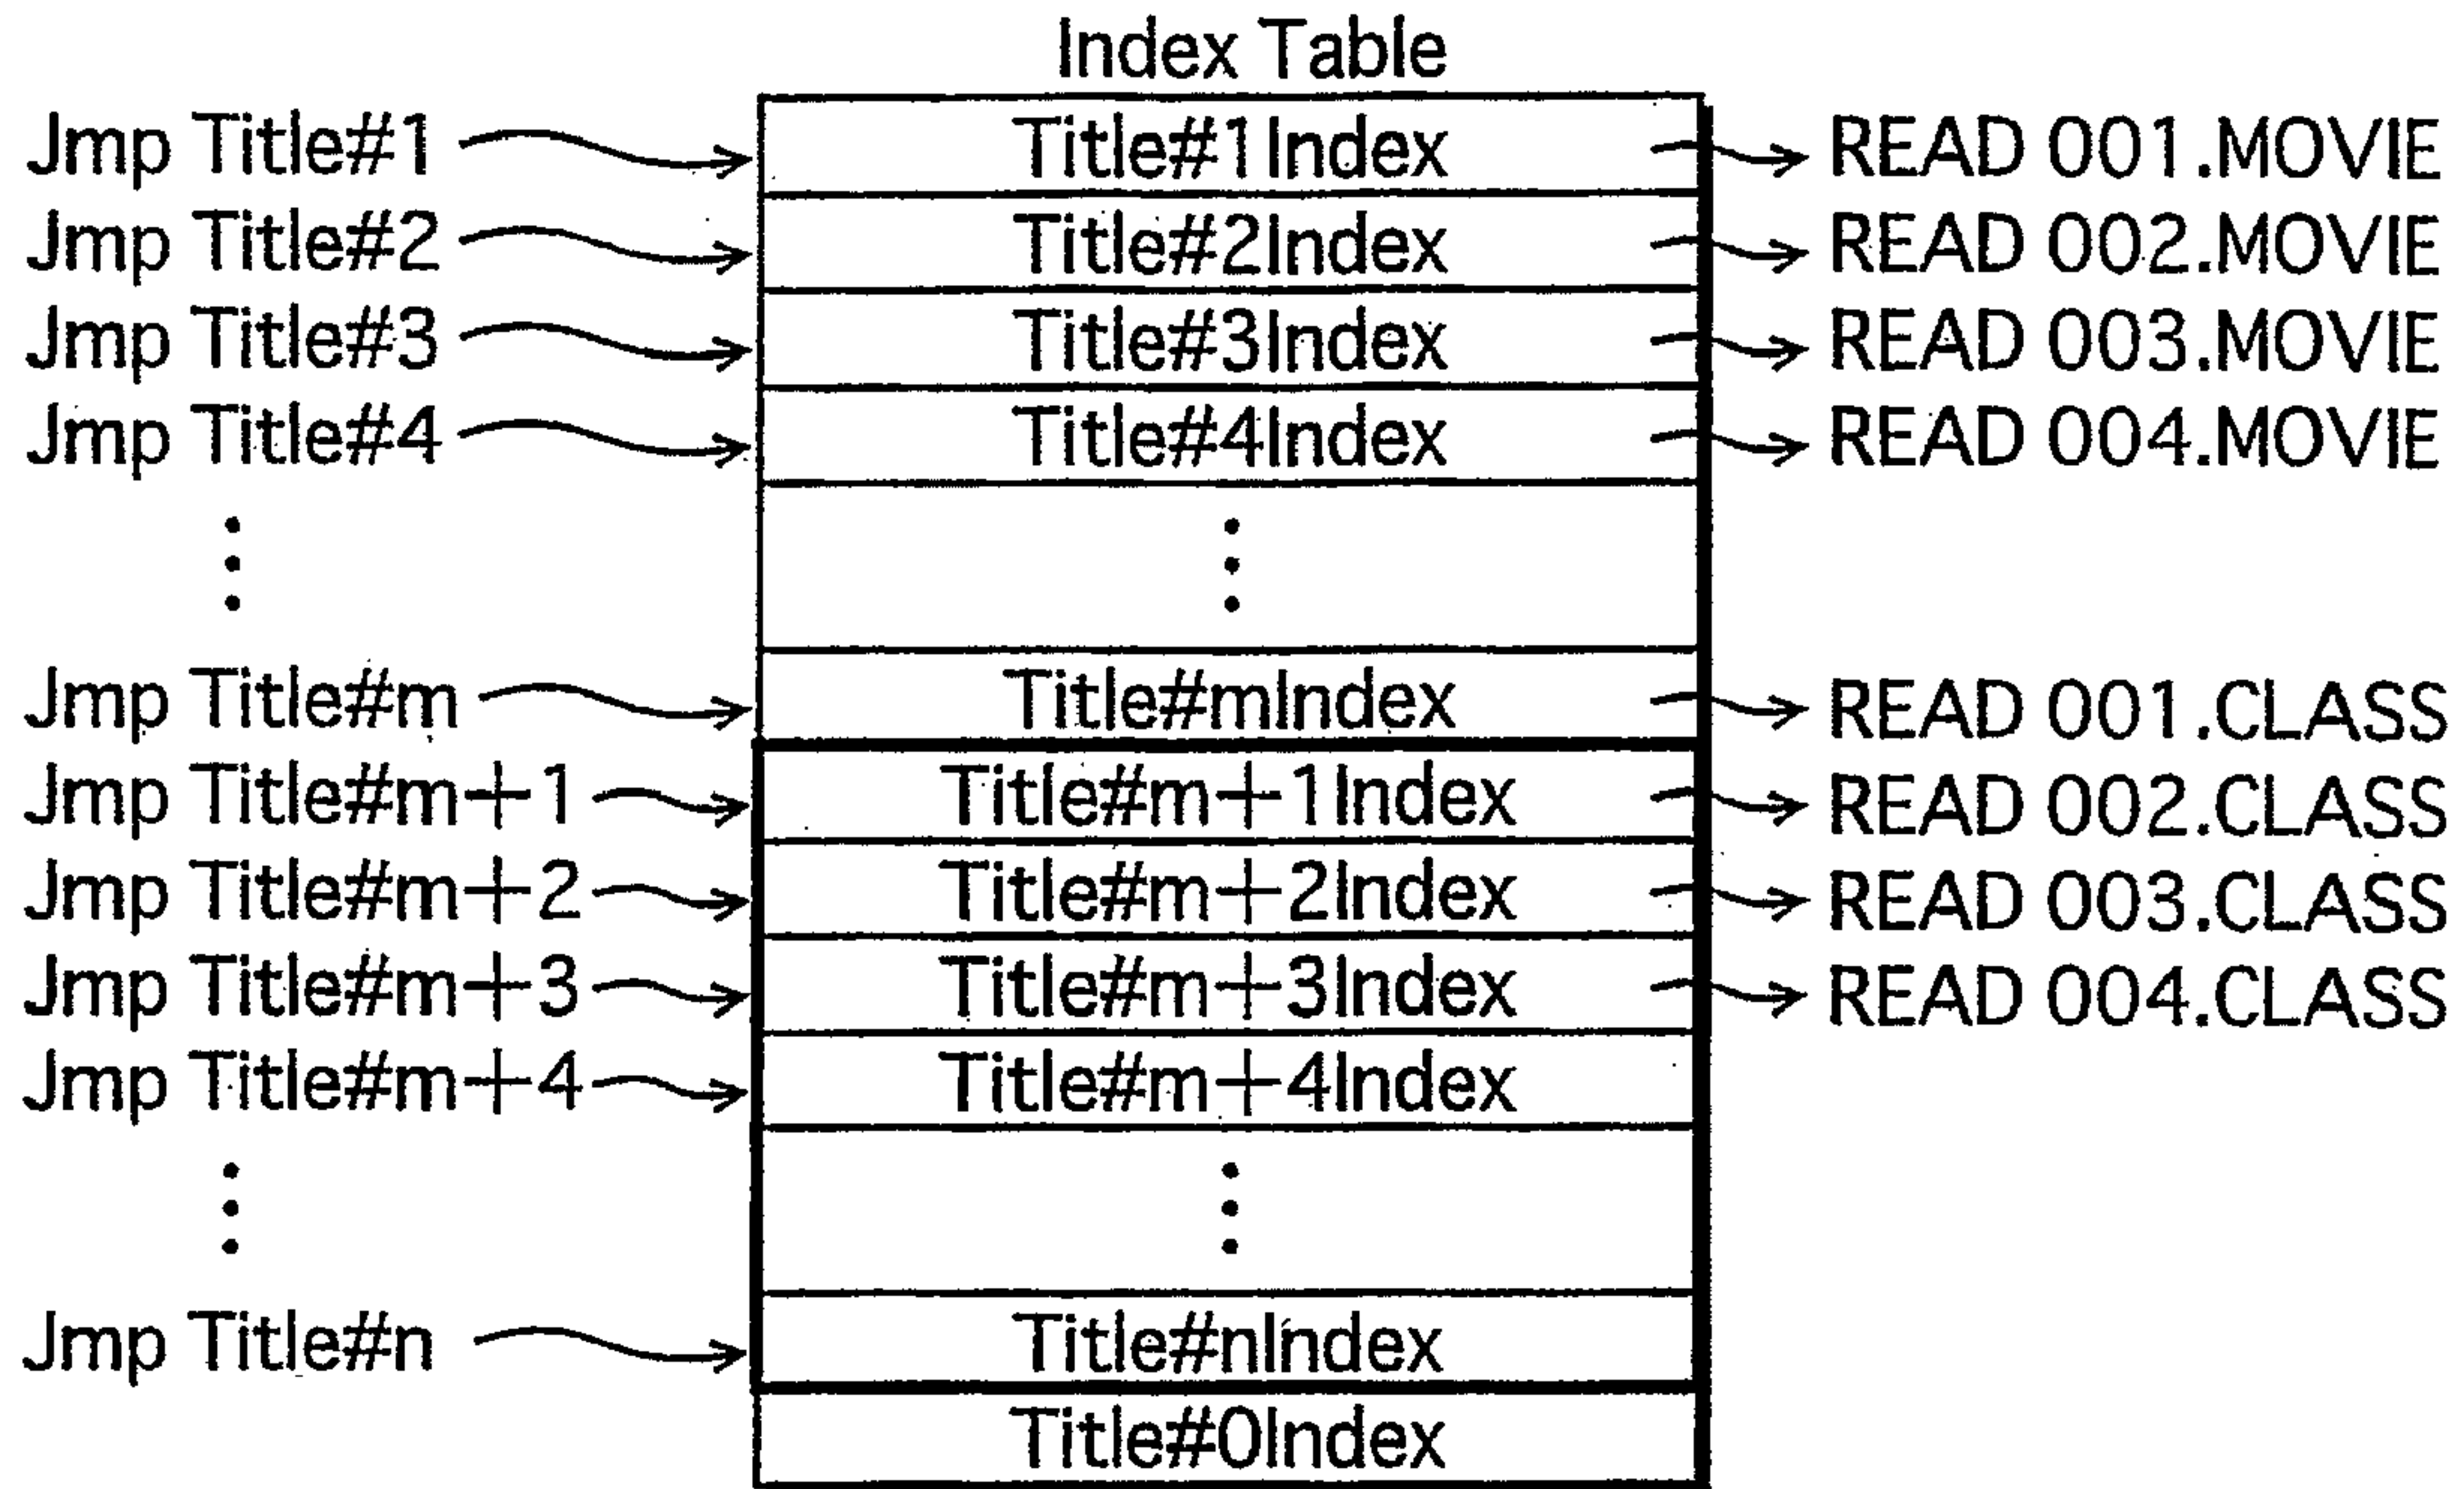 Index Table
Jmp Title#1 Title#1Index READ 001.MOVIE
Jmp Title#2 Title#2Index READ 002.MOVIE
Jmp Title#3 Title#3Index READ 003.MOVIE
Jmp Title#4 Title#4Index READ 004.MOVIE
Jmp Title#m Title#mIndex READ 001.CLASS
Jmp Title#m+1 Title#m+1Index READ 002.CLASS
Jmp Title#m+2 Title#m+2Index READ 003.CLASS
Jmp Title#m+3 Title#m+3Index READ 004.CLASS
Jmp Title#m+4 Title#m+4Index
Jmp Title#n Title#nIndex
Title#0Index